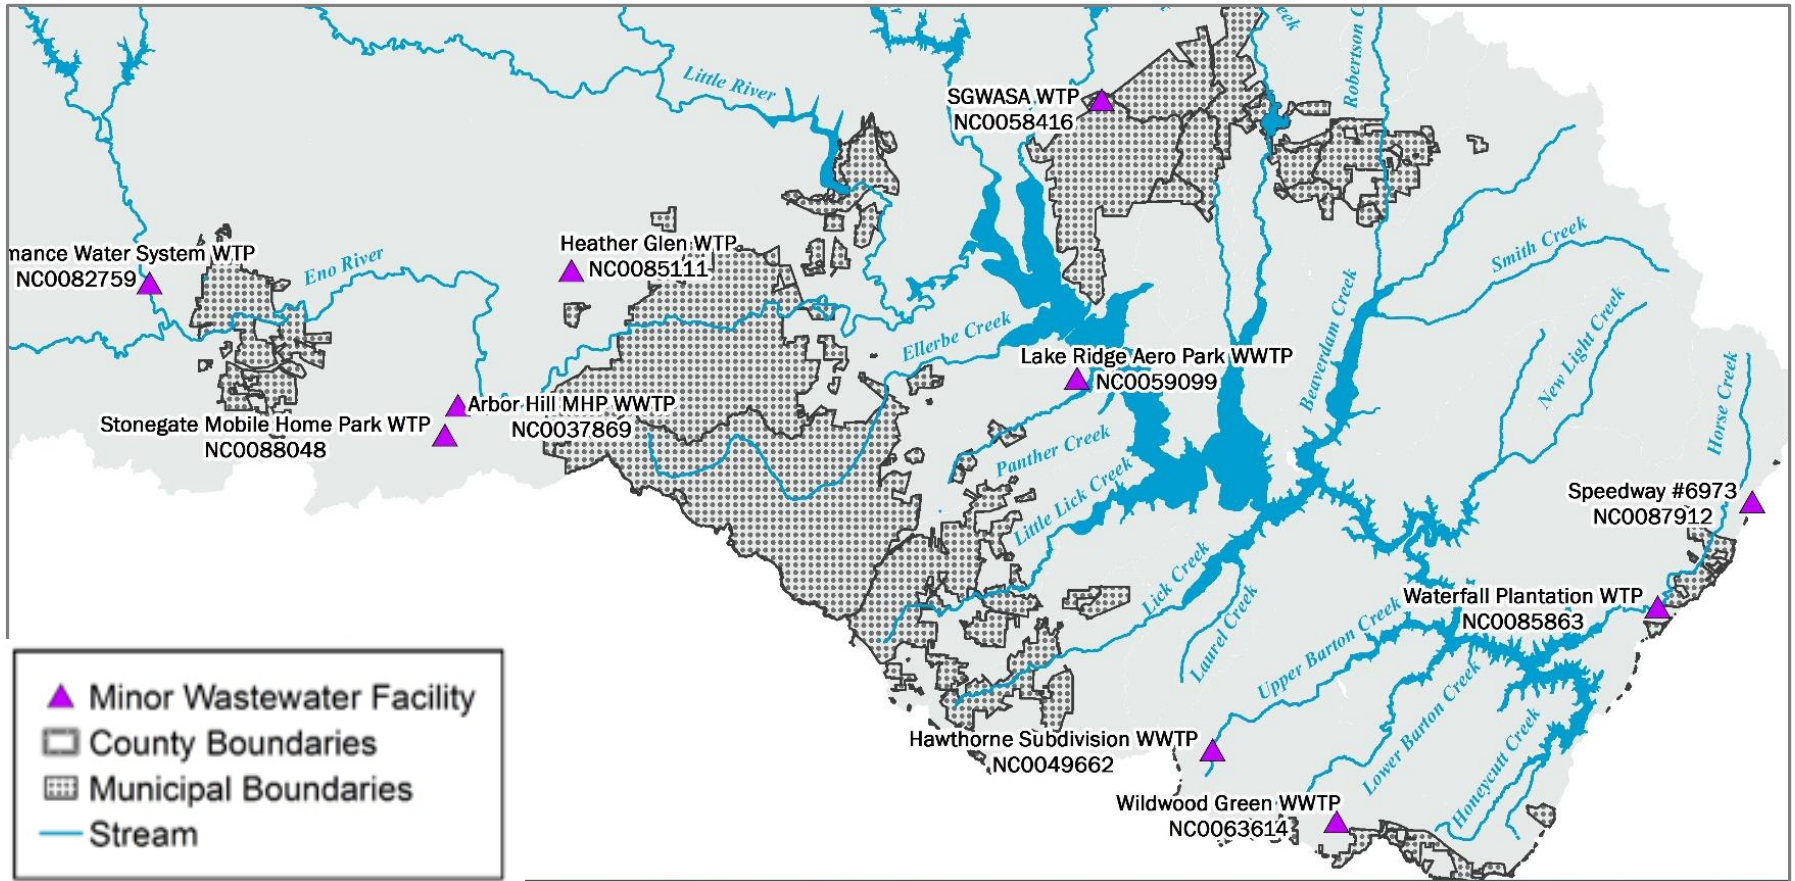 Little River
SGWASA WTP
NC0058416
Robertson C
eek
mance Water System WTP
NC0082759
Eno River
Heather Glen WTP
NC0085111
Smith Creek
Ellerbe Creek
Beaverdam Creek
New Light Creek
Lake Ridge Aero Park WWTP
NC0059099
Horse Creek
Arbor Hill MHP WWTP
NC0037869
Stonegate Mobile Home Park WTP
NC0088048
Panther Creek
Little Lick Creek
Speedway #6973
NC0087912
Lick Creek
Laurel Creek
Waterfall Plantation WTP
NC0085863
Upper Barton Creek
Lower Barton Creek
Honeycutt Creek
Hawthorne Subdivision WWTP
NC0049662
Wildwood Green WWTP
NC0063614
Minor Wastewater Facility
County Boundaries
Municipal Boundaries
Stream